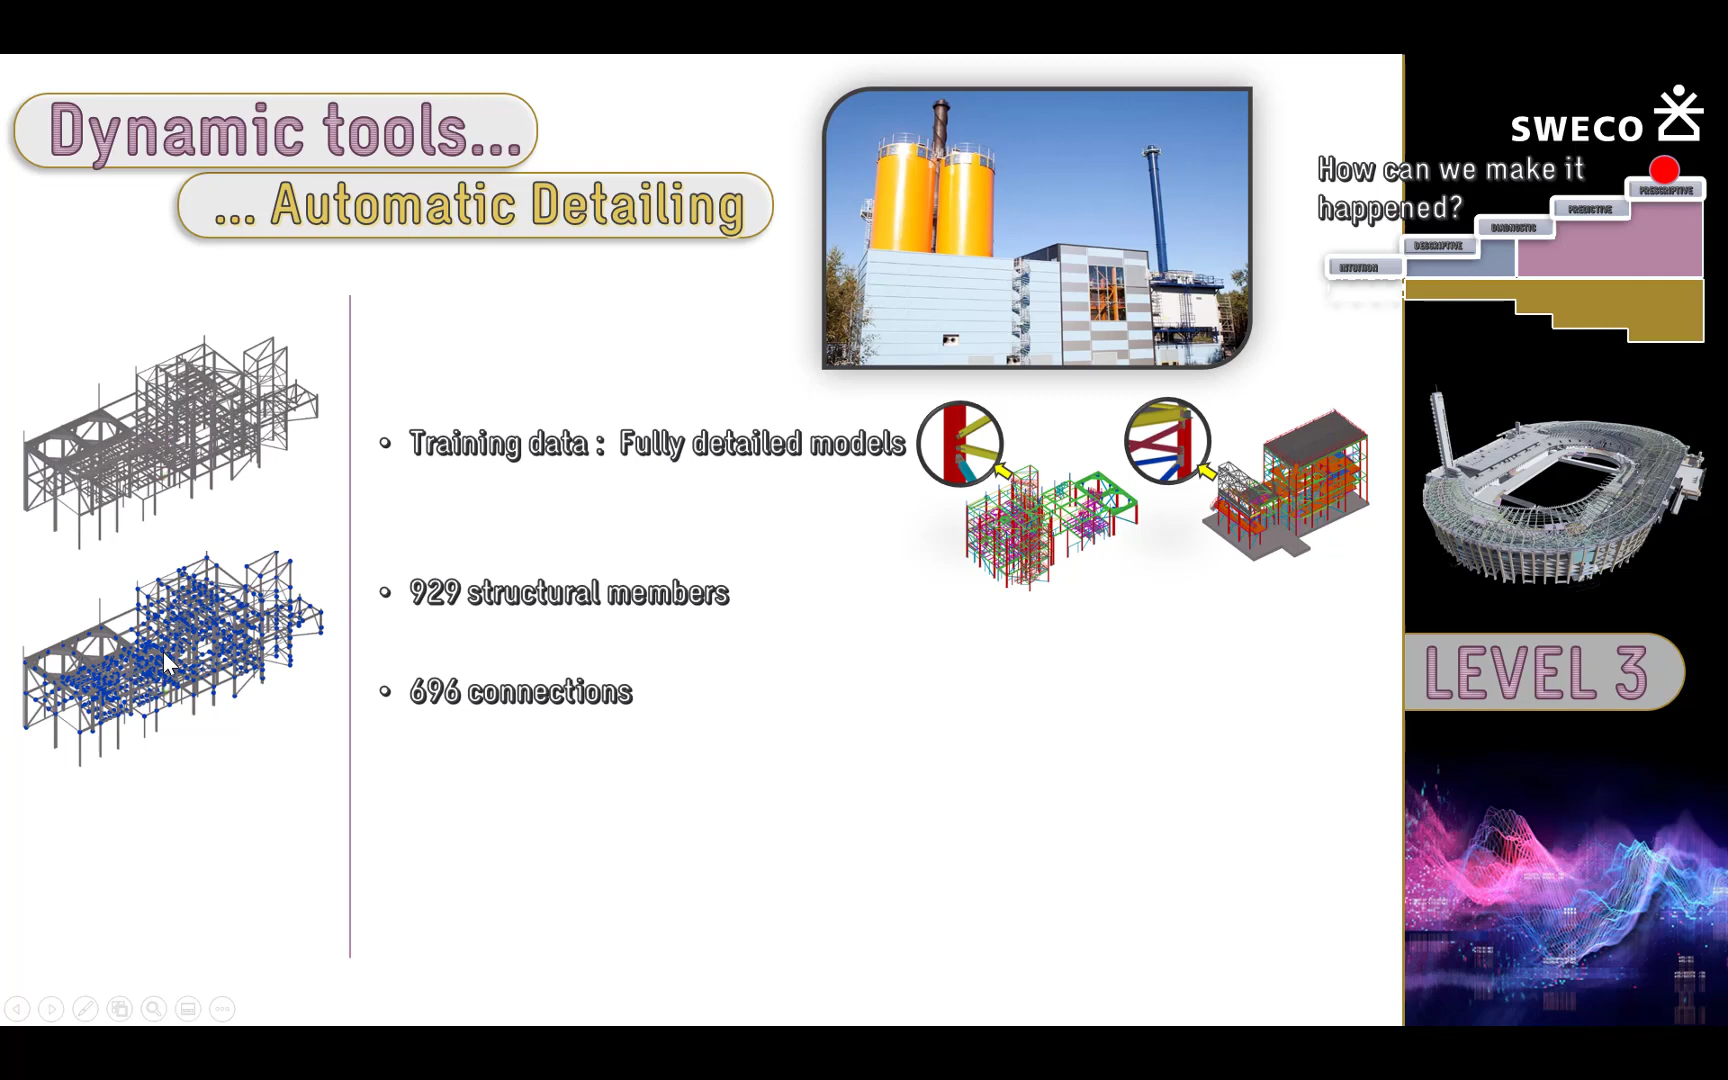 Dynamic tools...
... Automatic Detailing
SWECO
How can we make it
happened?
PRESCRIPTIVE
PREDICTIVE
DIAGNOSTIC
DESCRIPTIVE
INTUITION
• Training data : Fully detailed models
• 929 structural members
• 696 connections
LEVEL 3